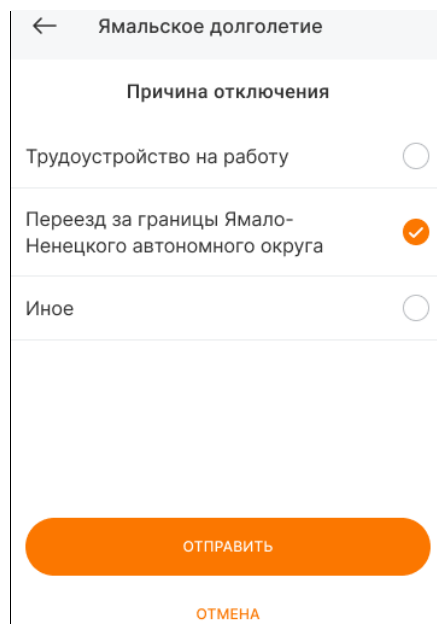 Ямальское долголетие
Причина отключения
Трудоустройство на работу
Переезд за границы Ямало-
Ненецкого автономного округа
Иное
ОТПРАВИТЬ
ОТМЕНА